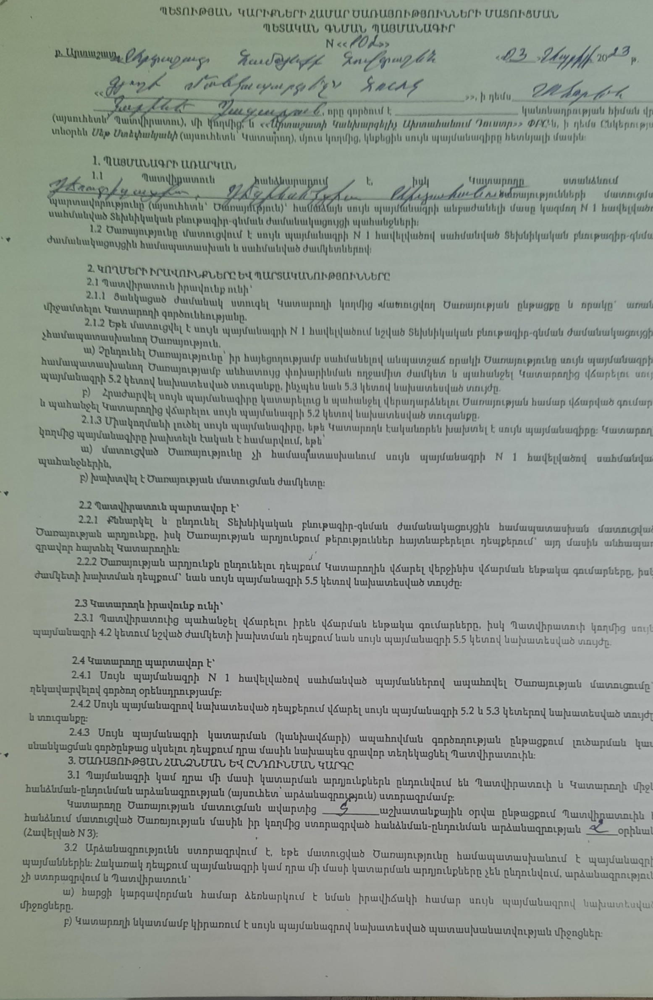 ՊԵՏՈՒԹՅԱՆ ԿԱՐԻՔՆԵՐԻ ՀԱՄԱՐ ԾԱՌԱՅՈՒԹՅՈՒՆՆԵՐԻ ՄԱՏՈՒՑՄԱՆ
ՊԵՏԱԿԱՆ ԳՆՄԱՆ ՊԱՅՄԱՆԱԳԻՐ
N <<102>>
ք. Արտաշատ «03 » Ապրիլի 2023 թ.
<< գյուղի մանկապարտեզ» ՀՈԱԿ >>, ի դեմս տնօրեն
որը գործում է կանոնադրության հիման վր
(այսուհետև՝ Պատվիրատու), մի կողմից, և <<Արտաշատի Կանխարգելիչ Ախտահանում Դուստր>> ՓԲԸ-ն, ի դեմս Ընկերությա
տնօրեն Սեթ Ստեփանյանի (այսուհետև՝ Կատարող), մյուս կողմից, կնքեցին սույն պայմանագիրը հետևյալի մասին։
1. ՊԱՅՄԱՆԱԳՐԻ ԱՌԱՐԿԱՆ
1.1 Պատվիրատուն հանձնարարում է, իսկ Կատարողը ստանձնում
Դեռատիզացիա, Դեզինսեկցիա ծառայությունների մատուցմա
պարտավորությունը (այսուհետև՝ Ծառայություն)՝ համաձայն սույն պայմանագրի անբաժանելի մասը կազմող N 1 հավելվածո
սահմանված Տեխնիկական բնութագիր-գնման ժամանակացույցի պահանջների։
1.2 Ծառայությունը մատուցվում է սույն պայմանագրի N 1 հավելվածով սահմանված Տեխնիկական բնութագիր-գնմա
ժամանակացույցին համապատասխան և սահմանված ժամկետներով։
2. ԿՈՂՄԵՐԻ ԻՐԱՎՈՒՆՔՆԵՐԸ ԵՎ ՊԱՐՏԱԿԱՆՈՒԹՅՈՒՆՆԵՐԸ
2.1 Պատվիրատուն իրավունք ունի՝
2.1.1 Ցանկացած ժամանակ ստուգել Կատարողի կողմից մատուցվող Ծառայության ընթացքը և որակը՝ առան
միջամտելու Կատարողի գործունեությանը.
2.1.2 Եթե մատուցվել է սույն պայմանագրի N 1 հավելվածում նշված Տեխնիկական բնութագիր-գնման ժամանակացույցի
չհամապատասխանող Ծառայություն.
ա) Չընդունել Ծառայությունը՝ իր հայեցողությամբ սահմանելով անպատշաճ որակի Ծառայությունը սույն պայմանագրի
համապատասխանող Ծառայությամբ անհատույց փոխարինման ողջամիտ ժամկետ և պահանջել Կատարողից վճարելու սույ
պայմանագրի 5.2 կետով նախատեսված տուգանքը, ինչպես նաև 5.3 կետով նախատեսված տույժը.
բ) Հրաժարվել սույն պայմանագիրը կատարելուց և պահանջել վերադարձնելու Ծառայության համար վճարված գումար
և պահանջել Կատարողից վճարելու սույն պայմանագրի 5.2 կետով նախատեսված տուգանքը.
2.1.3 Միակողմանի լուծել սույն պայմանագիրը, եթե Կատարողն էականորեն խախտել է սույն պայմանագիրը։ Կատարող
կողմից պայմանագիրը խախտելն էական է համարվում, եթե՝
ա) մատուցված Ծառայությունը չի համապատասխանում սույն պայմանագրի N 1 հավելվածով սահմանվա
պահանջներին,
բ) խախտվել է Ծառայության մատուցման ժամկետը։
2.2 Պատվիրատուն պարտավոր է՝
2.2.1 Քննարկել և ընդունել Տեխնիկական բնութագիր-գնման ժամանակացույցին համապատասխան մատուցված
Ծառայության արդյունքը, իսկ Ծառայության արդյունքում թերություններ հայտնաբերելու դեպքերում՝ այդ մասին անհապաղ
գրավոր հայտնել Կատարողին։
2.2.2 Ծառայության արդյունքն ընդունելու դեպքում Կատարողին վճարել վերջինիս վճարման ենթակա գումարները, իսկ
ժամկետի խախտման դեպքում՝ նաև սույն պայմանագրի 5.5 կետով նախատեսված տույժը։
2.3 Կատարողն իրավունք ունի՝
2.3.1 Պատվիրատուից պահանջել վճարելու իրեն վճարման ենթակա գումարները, իսկ Պատվիրատուի կողմից սույն
պայմանագրի 4.2 կետում նշված ժամկետի խախտման դեպքում նաև սույն պայմանագրի 5.5 կետով նախատեսված տույժը.
2.4 Կատարողը պարտավոր է՝
2.4.1 Սույն պայմանագրի N 1 հավելվածով սահմանված պայմաններով ապահովել Ծառայության մատուցումը՝
ղեկավարվելով գործող օրենսդրությամբ։
2.4.2 Սույն պայմանագրով նախատեսված դեպքերում վճարել սույն պայմանագրի 5.2 և 5.3 կետերով նախատեսված տույժը
և տուգանքը։
2.4.3 Սույն պայմանագրի կատարման (կանխավճարի) ապահովման գործողության ընթացքում լուծարման կամ
սնանկացման գործընթաց սկսելու դեպքում դրա մասին նախապես գրավոր տեղեկացնել Պատվիրատուին։
3. ԾԱՌԱՅՈՒԹՅԱՆ ՀԱՆՁՆՄԱՆ ԵՎ ԸՆԴՈՒՆՄԱՆ ԿԱՐԳԸ
3.1 Պայմանագրի կամ դրա մի մասի կատարման արդյունքներն ընդունվում են Պատվիրատուի և Կատարողի միջև
հանձնման-ընդունման արձանագրության (այսուհետ՝ արձանագրություն) ստորագրմամբ։
Կատարողը Ծառայության մատուցման ավարտից 5 աշխատանքային օրվա ընթացքում Պատվիրատուին է
հանձնում մատուցված Ծառայության մասին իր կողմից ստորագրված հանձնման-ընդունման արձանագրության 2 օրինակ
(Հավելված N 3)։
3.2 Արձանագրությունն ստորագրվում է, եթե մատուցված Ծառայությունը համապատասխանում է պայմանագրի
պայմաններին։ Հակառակ դեպքում պայմանագրի կամ դրա մի մասի կատարման արդյունքները չեն ընդունվում, արձանագրություն
չի ստորագրվում և Պատվիրատուն՝
ա) հարցի կարգավորման համար ձեռնարկում է նման իրավիճակի համար սույն պայմանագրով նախատեսված
միջոցները.
բ) Կատարողի նկատմամբ կիրառում է սույն պայմանագրով նախատեսված պատասխանատվության միջոցներ։